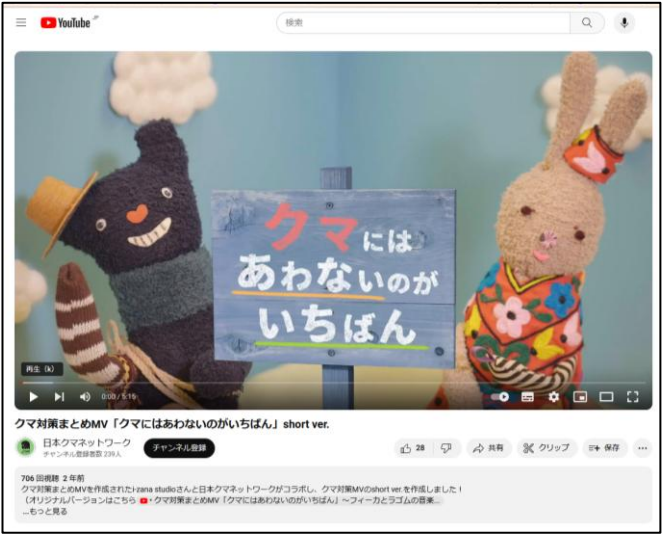 YouTube JP
検索
クマには
あわないのが
いちばん
再生 (k)
0:00 / 5:15
クマ対策まとめMV「クマにはあわないのがいちばん」short ver.
日本クマネットワーク
チャンネル登録者数 239人
チャンネル登録
28
共有
クリップ
保存
706 回視聴 2 年前
クマ対策まとめMVを作成されたi-zana studioさんと日本クマネットワークがコラボし、クマ対策MVのshort ver.を作成しました！
（オリジナルバージョンはこちら ・クマ対策まとめMV「クマにはあわないのがいちばん」～フィーカとラゴムの音楽...
...もっと見る